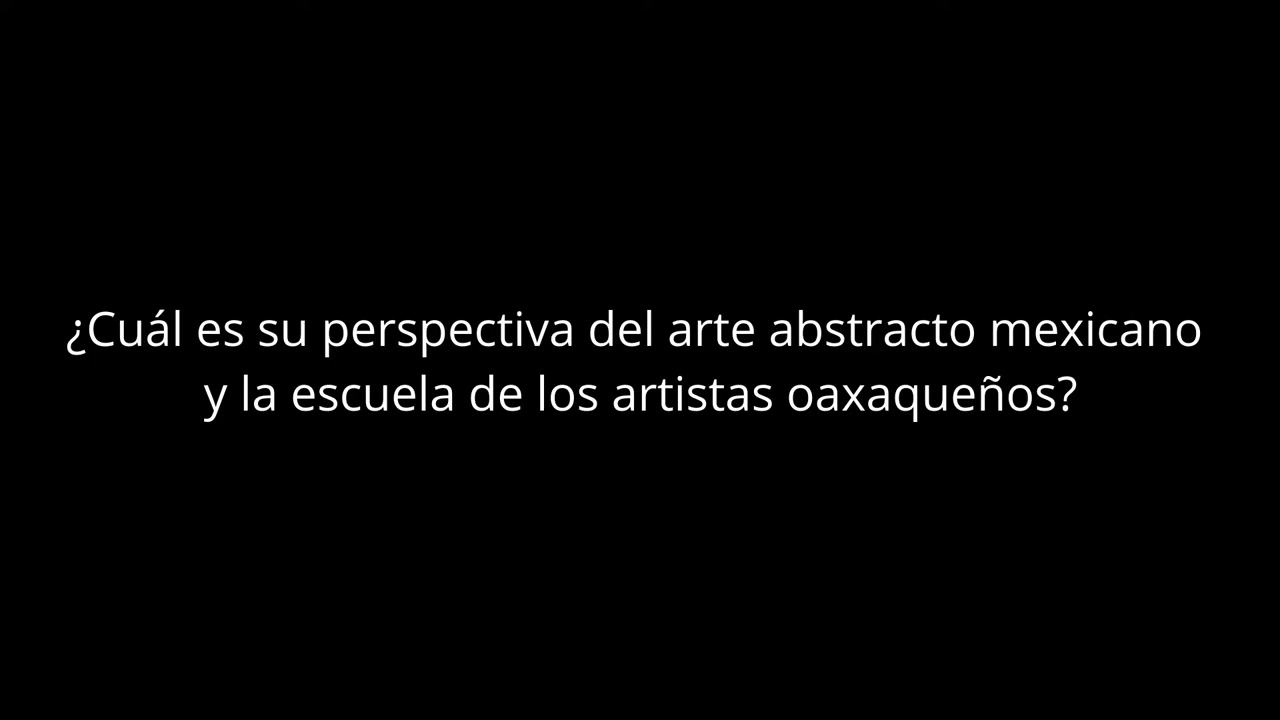 ¿Cuál es su perspectiva del arte abstracto mexicano
y la escuela de los artistas oaxaqueños?